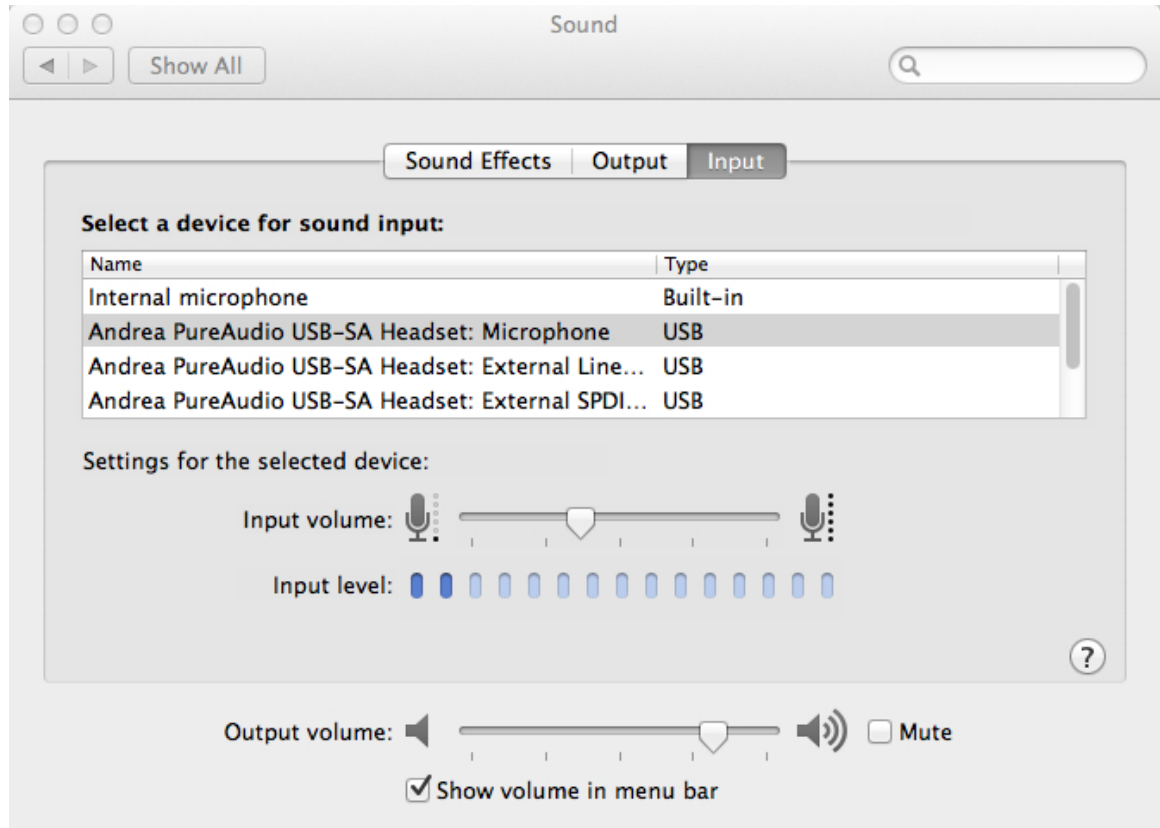 Sound
Show All
Sound Effects Output Input
Select a device for sound input:
Name Type
Internal microphone Built-in
Andrea PureAudio USB-SA Headset: Microphone USB
Andrea PureAudio USB-SA Headset: External Line... USB
Andrea PureAudio USB-SA Headset: External SPDI... USB
Settings for the selected device:
Input volume:
Input level:
?
Output volume: Mute
Show volume in menu bar